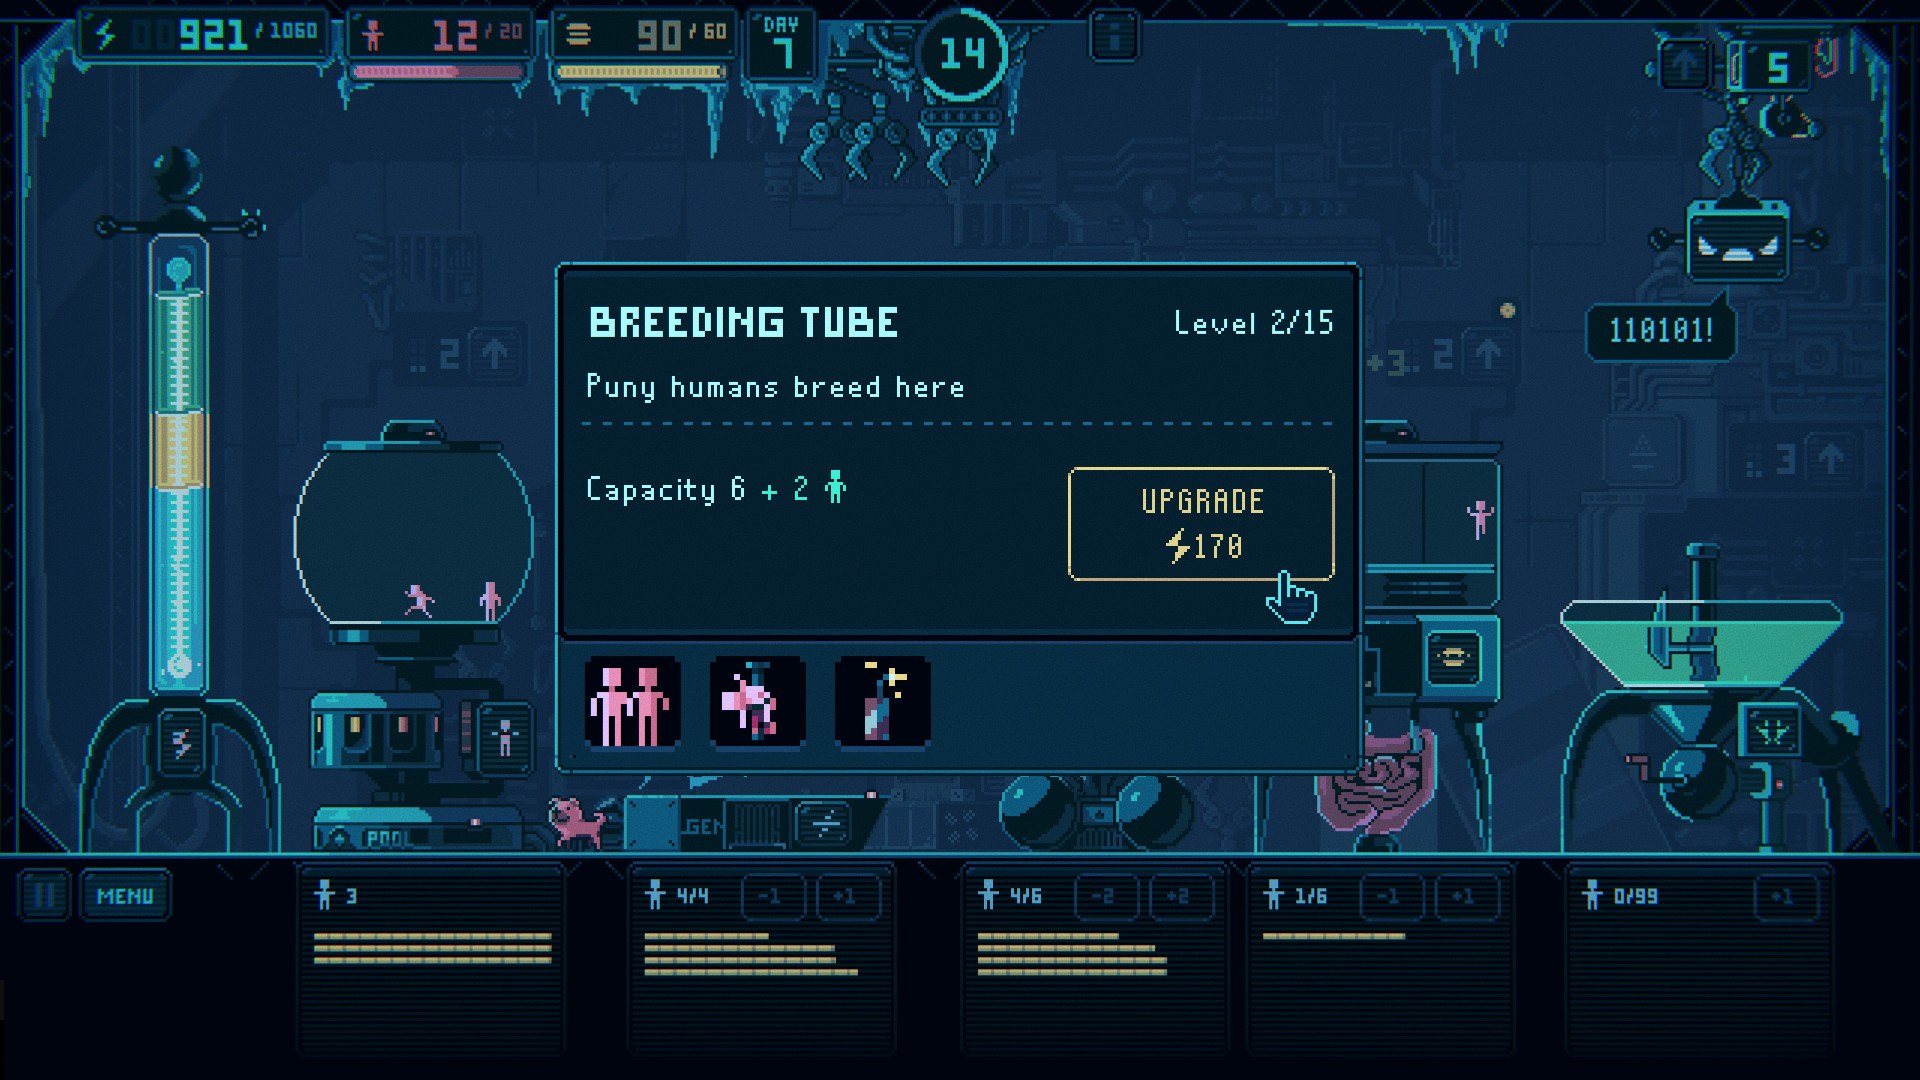 00921 / 1060
12 / 20
90 / 60
DAY
7
14
5
2
+3
2
110101!
3
BREEDING TUBE
Level 2/15
Puny humans breed here
Capacity 6 + 2
UPGRADE
170
POOL
GEN
MENU
3
4/4
-1
+1
4/6
-2
+2
1/6
-1
+1
0/99
+1